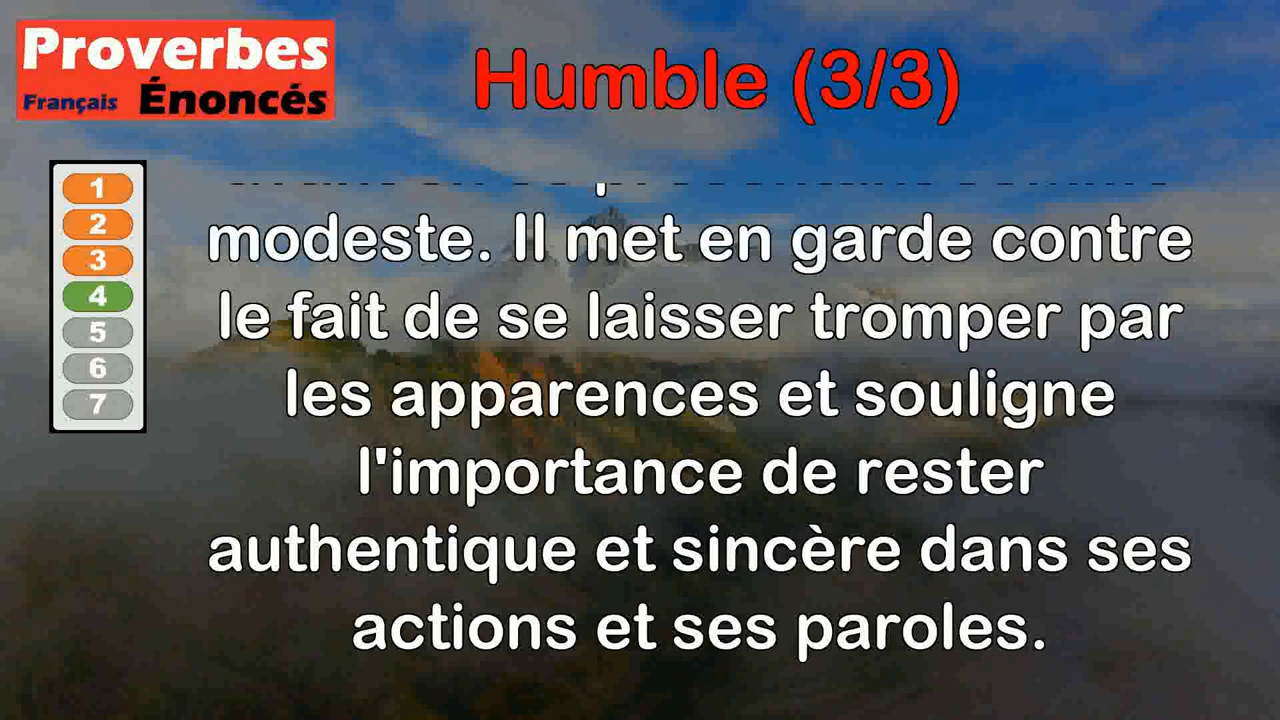 Proverbes
Français Énoncés
Humble (3/3)
1
2
3
4
5
6
7
modeste. Il met en garde contre
le fait de se laisser tromper par
les apparences et souligne
l'importance de rester
authentique et sincère dans ses
actions et ses paroles.